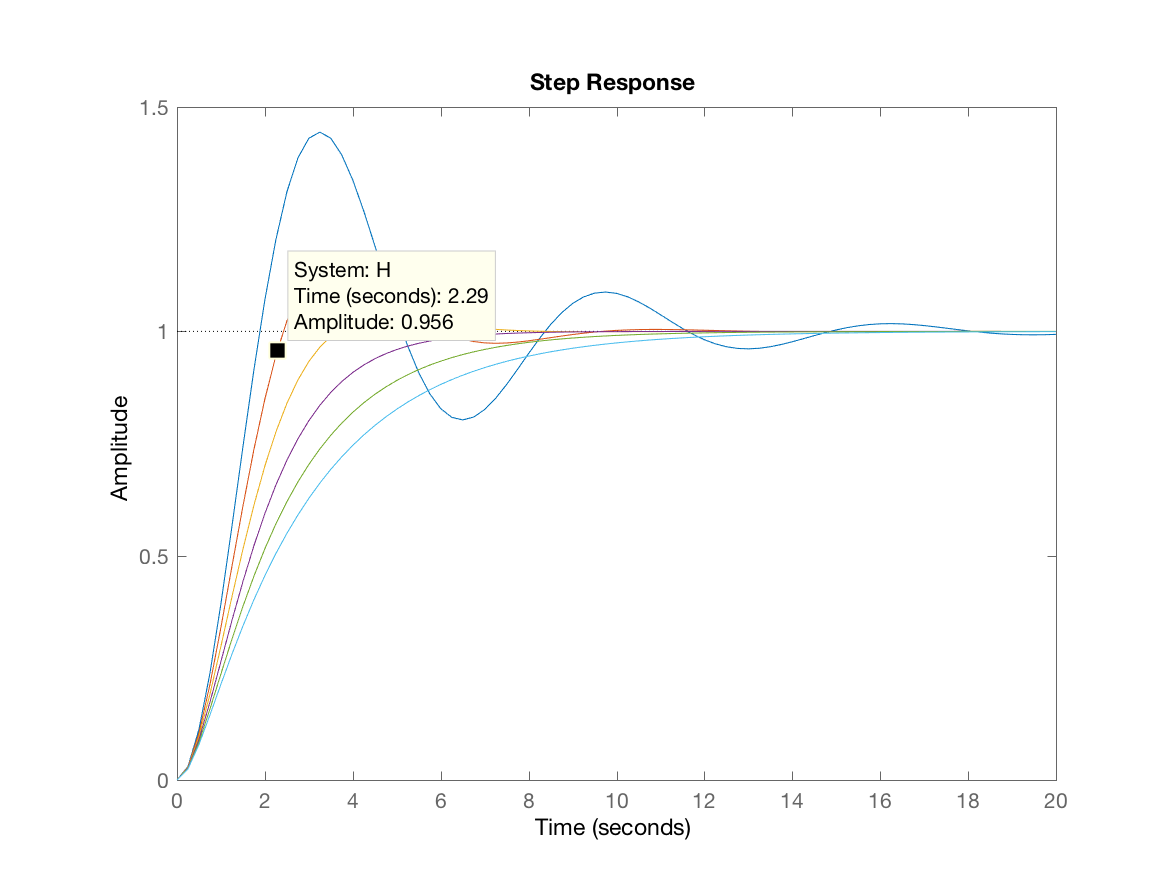 Step Response
1.5
1
0.5
0
Amplitude
System: H
Time (seconds): 2.29
Amplitude: 0.956
0 2 4 6 8 10 12 14 16 18 20
Time (seconds)